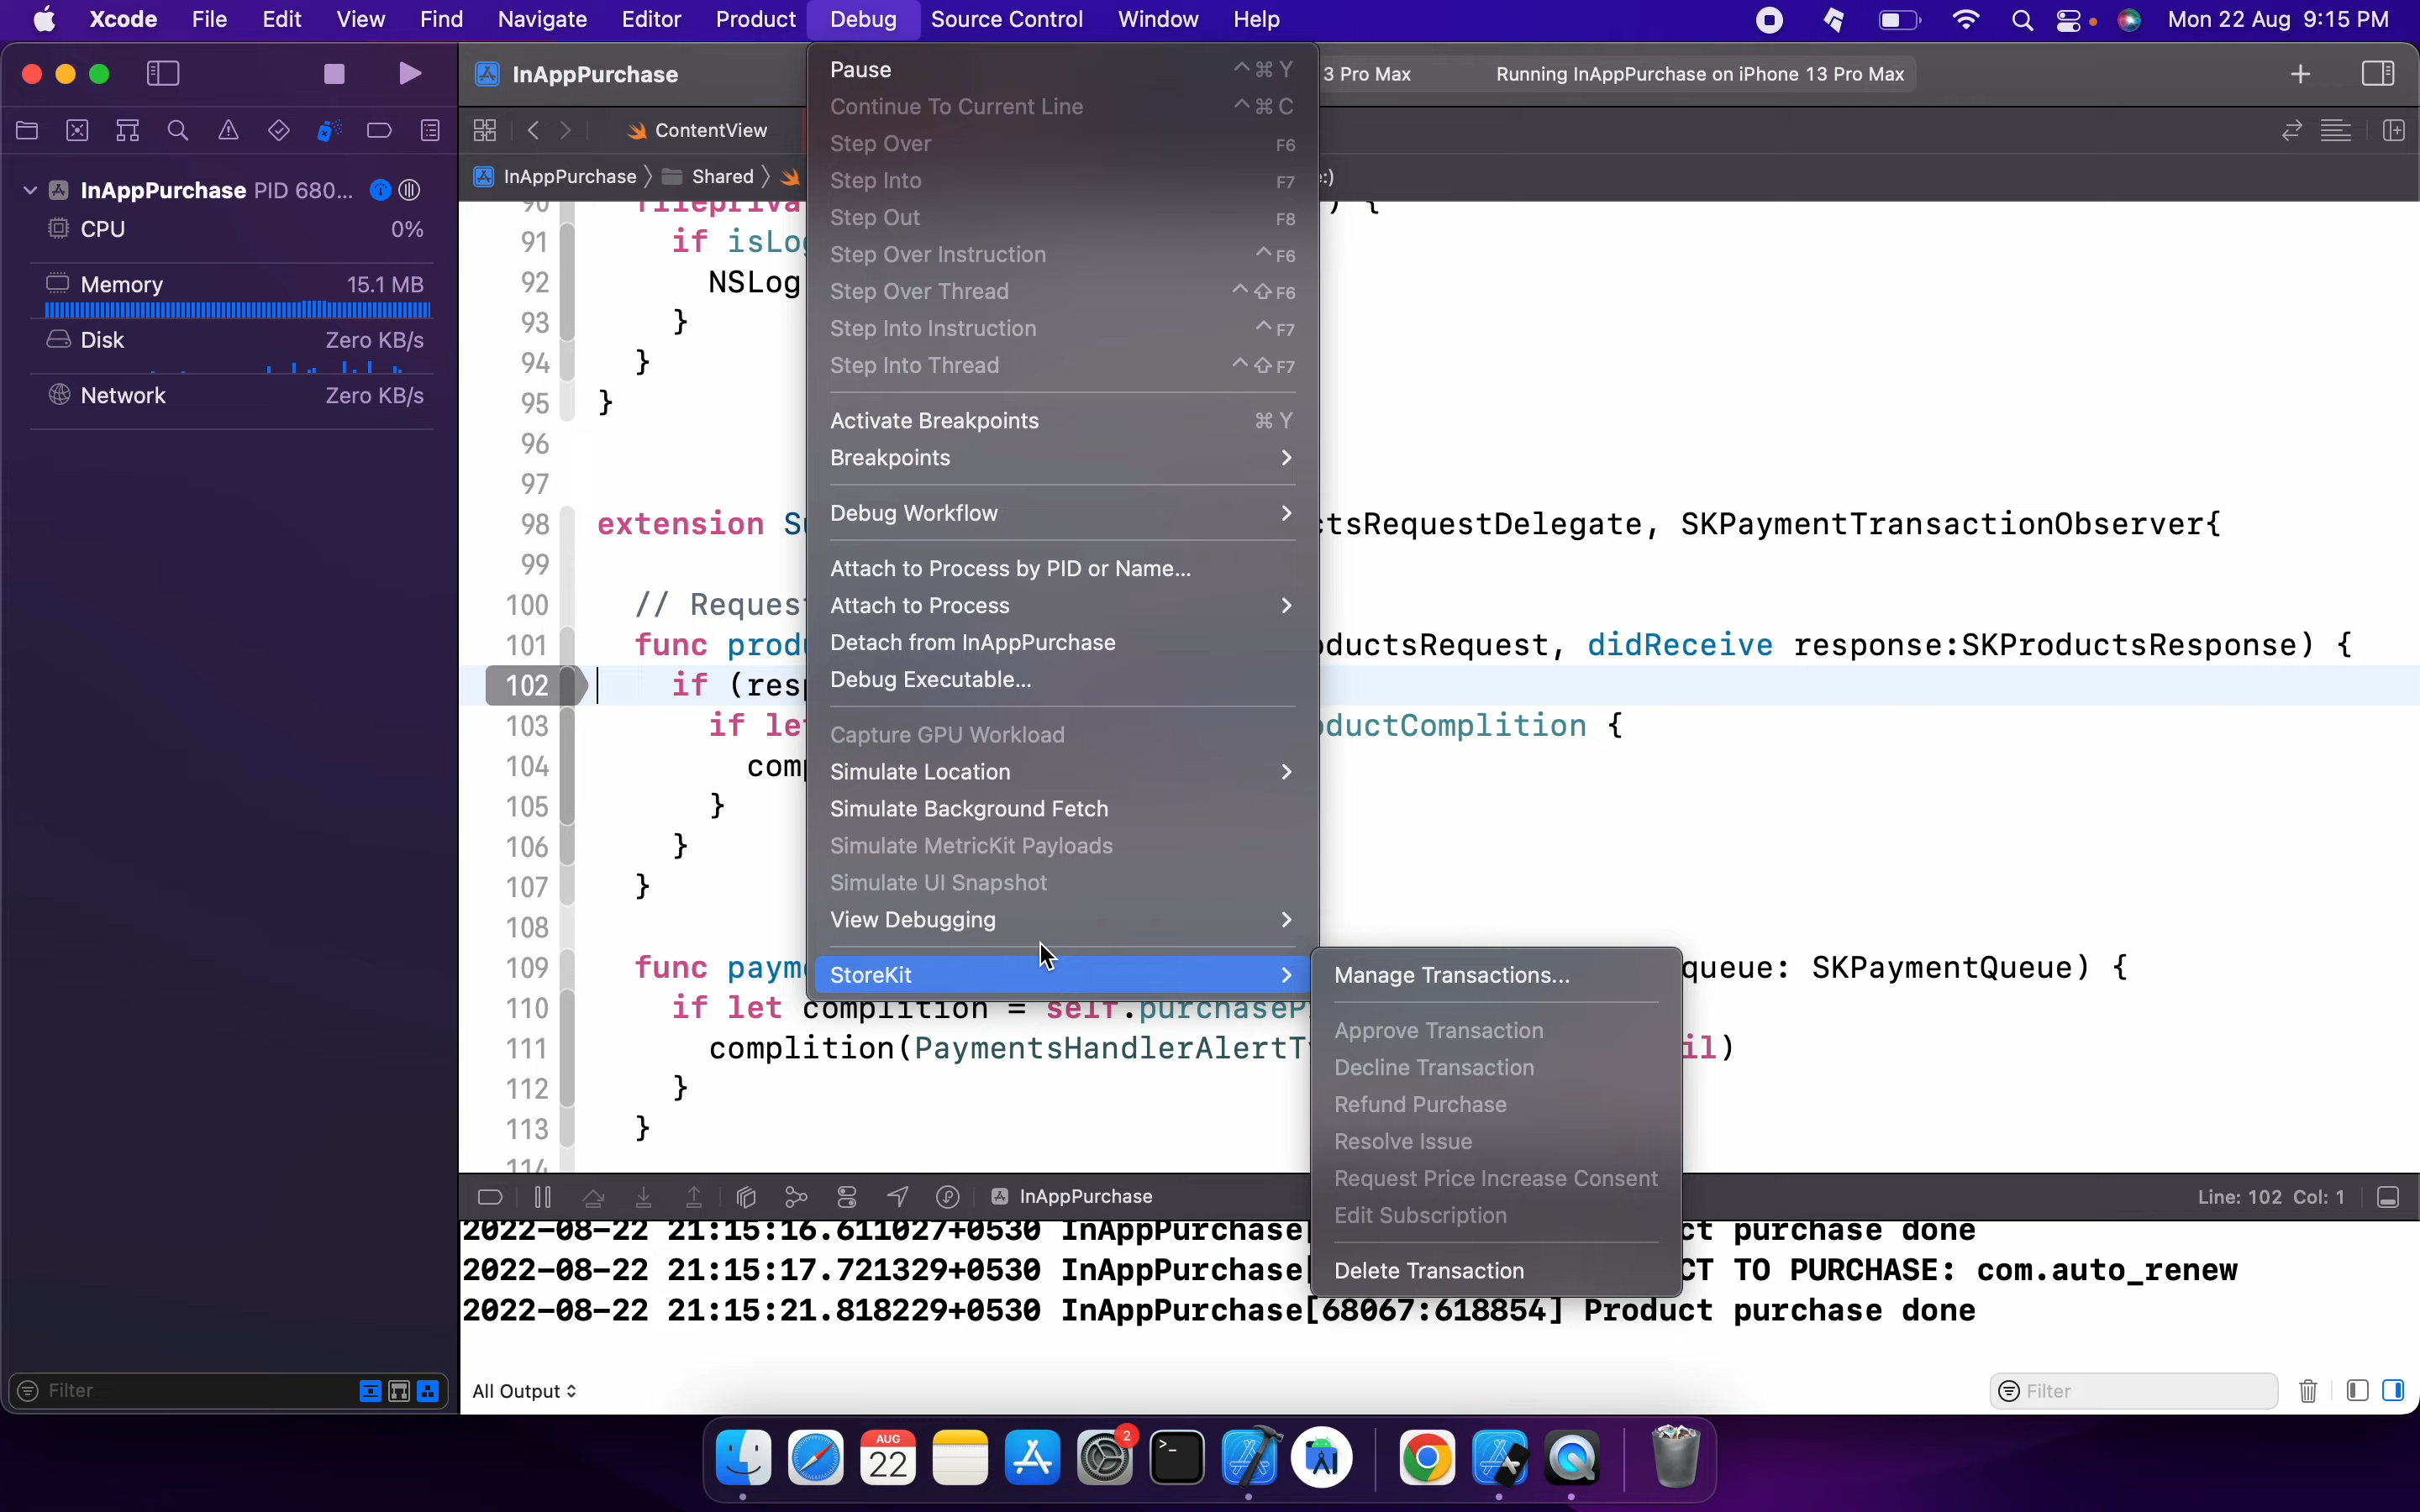 Xcode File Edit View Find Navigate Editor Product Debug Source Control Window Help Mon 22 Aug 9:15 PM
InAppPurchase 3 Pro Max Running InAppPurchase on iPhone 13 Pro Max
ContentView
InAppPurchase Shared
InAppPurchase PID 680...
CPU 0%
Memory 15.1 MB
Disk Zero KB/s
Network Zero KB/s
Filter
Pause ^⌘Y
Continue To Current Line ^⌘C
Step Over F6
Step Into F7
Step Out F8
Step Over Instruction ^F6
Step Over Thread ^⇧F6
Step Into Instruction ^F7
Step Into Thread ^⇧F7
Activate Breakpoints ⌘Y
Breakpoints
Debug Workflow
Attach to Process by PID or Name...
Attach to Process
Detach from InAppPurchase
Debug Executable...
Capture GPU Workload
Simulate Location
Simulate Background Fetch
Simulate MetricKit Payloads
Simulate UI Snapshot
View Debugging
StoreKit
Manage Transactions...
Approve Transaction
Decline Transaction
Refund Purchase
Resolve Issue
Request Price Increase Consent
Edit Subscription
Delete Transaction
90 ) {
91 if
92 NSLog
93 }
94 }
95 }
96
97
98 extension tsRequestDelegate, SKPaymentTransactionObserver{
99
100 // Request
101 func ductsRequest, didReceive response:SKProductsResponse) {
102 if (res
103 if let ductComplition {
104 com
105 }
106 }
107 }
108
109 func queue: SKPaymentQueue) {
110 if let complition = self.purchaseP
111 complition(PaymentsHandlerAlertT il)
112 }
113 }
114
InAppPurchase Line: 102 Col: 1
2022-08-22 21:15:16.611027+0530 InAppPurchase[ ct purchase done
2022-08-22 21:15:17.721329+0530 InAppPurchase[ CT TO PURCHASE: com.auto_renew
2022-08-22 21:15:21.818229+0530 InAppPurchase[68067:618854] Product purchase done
All Output Filter
AUG
22
2